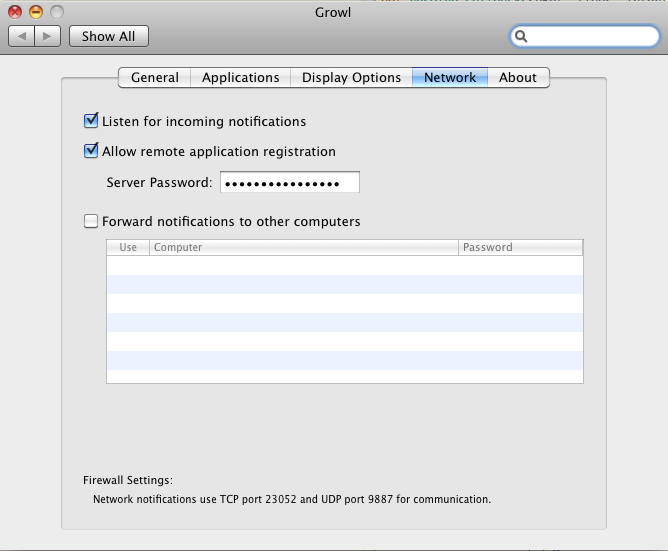 Growl
Show All
General Applications Display Options Network About
Listen for incoming notifications
Allow remote application registration
Server Password: ••••••••••••••••
Forward notifications to other computers
Use Computer Password
Firewall Settings:
Network notifications use TCP port 23052 and UDP port 9887 for communication.